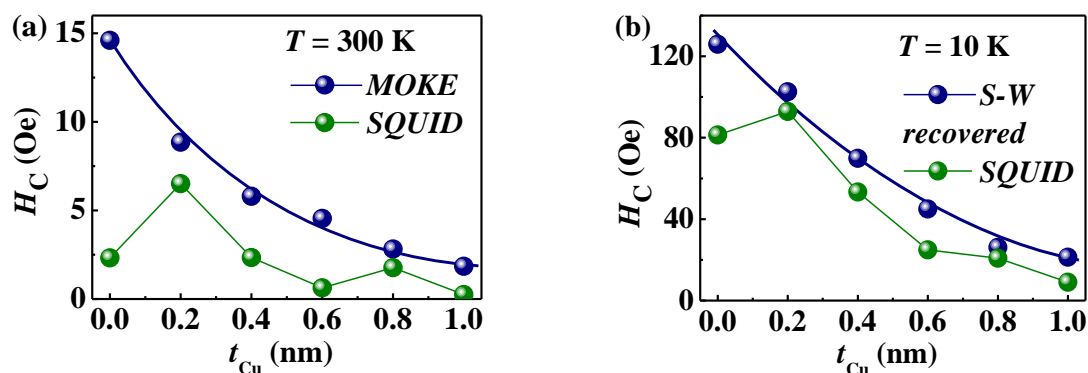 (a)
T = 300 K
MOKE
SQUID
H_C (Oe)
15
10
5
0
0.0 0.2 0.4 0.6 0.8 1.0
t_Cu (nm)
(b)
T = 10 K
S-W
recovered
SQUID
H_C (Oe)
120
80
40
0
0.0 0.2 0.4 0.6 0.8 1.0
t_Cu (nm)